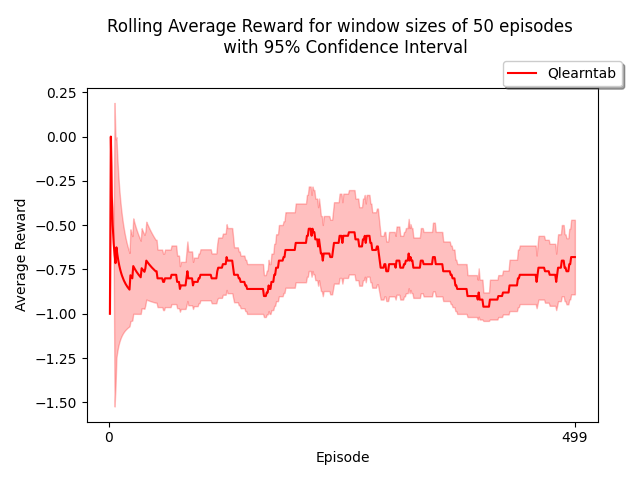 Rolling Average Reward for window sizes of 50 episodes
with 95% Confidence Interval
Qlearntab
0.25
0.00
−0.25
−0.50
−0.75
−1.00
−1.25
−1.50
Average Reward
0
499
Episode